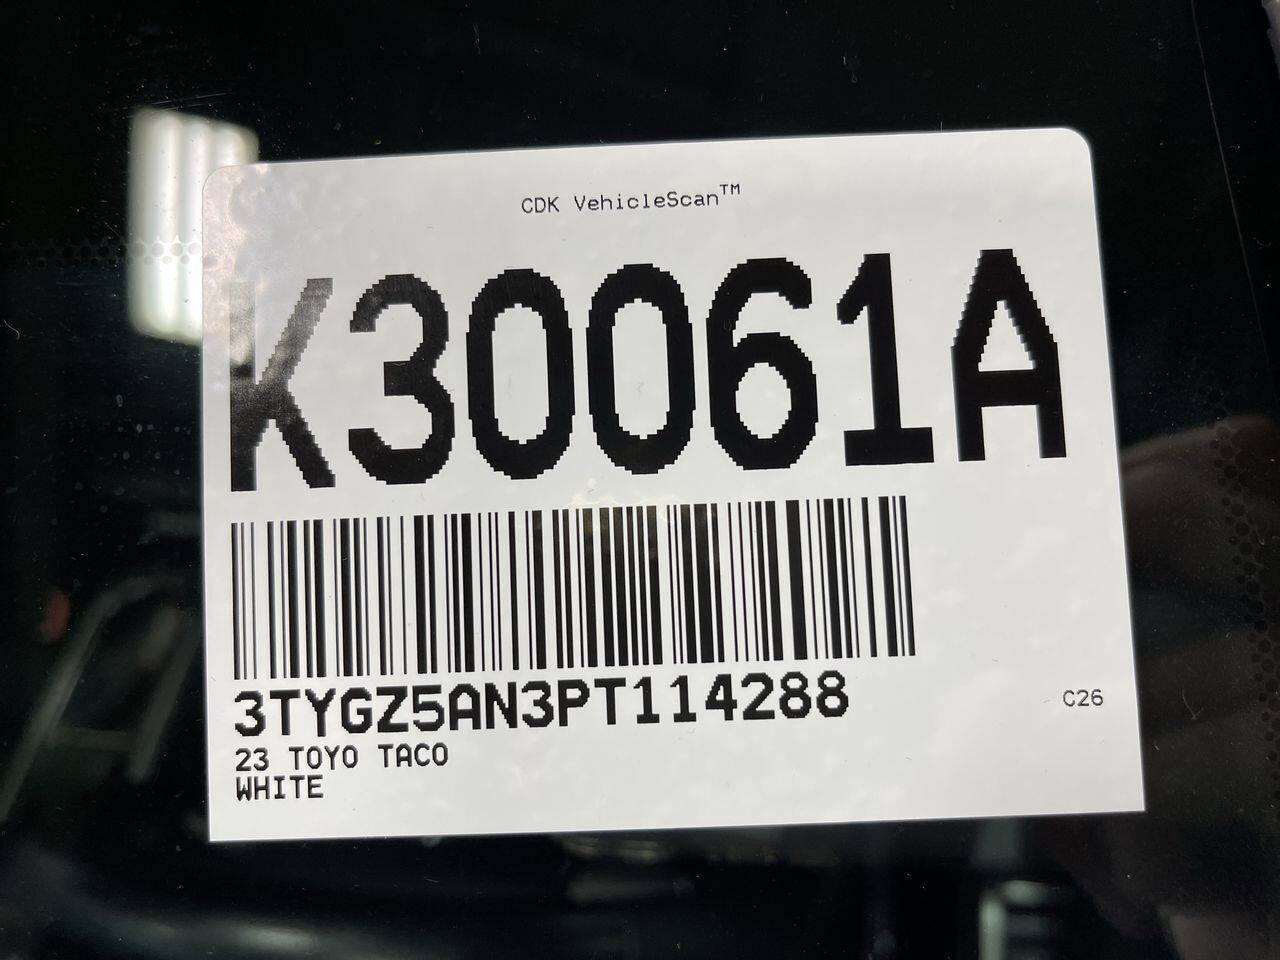 CDK VehicleScan™
K30061A
3TYGZ5AN3PT114288
C26
23 TOYO TACO
WHITE